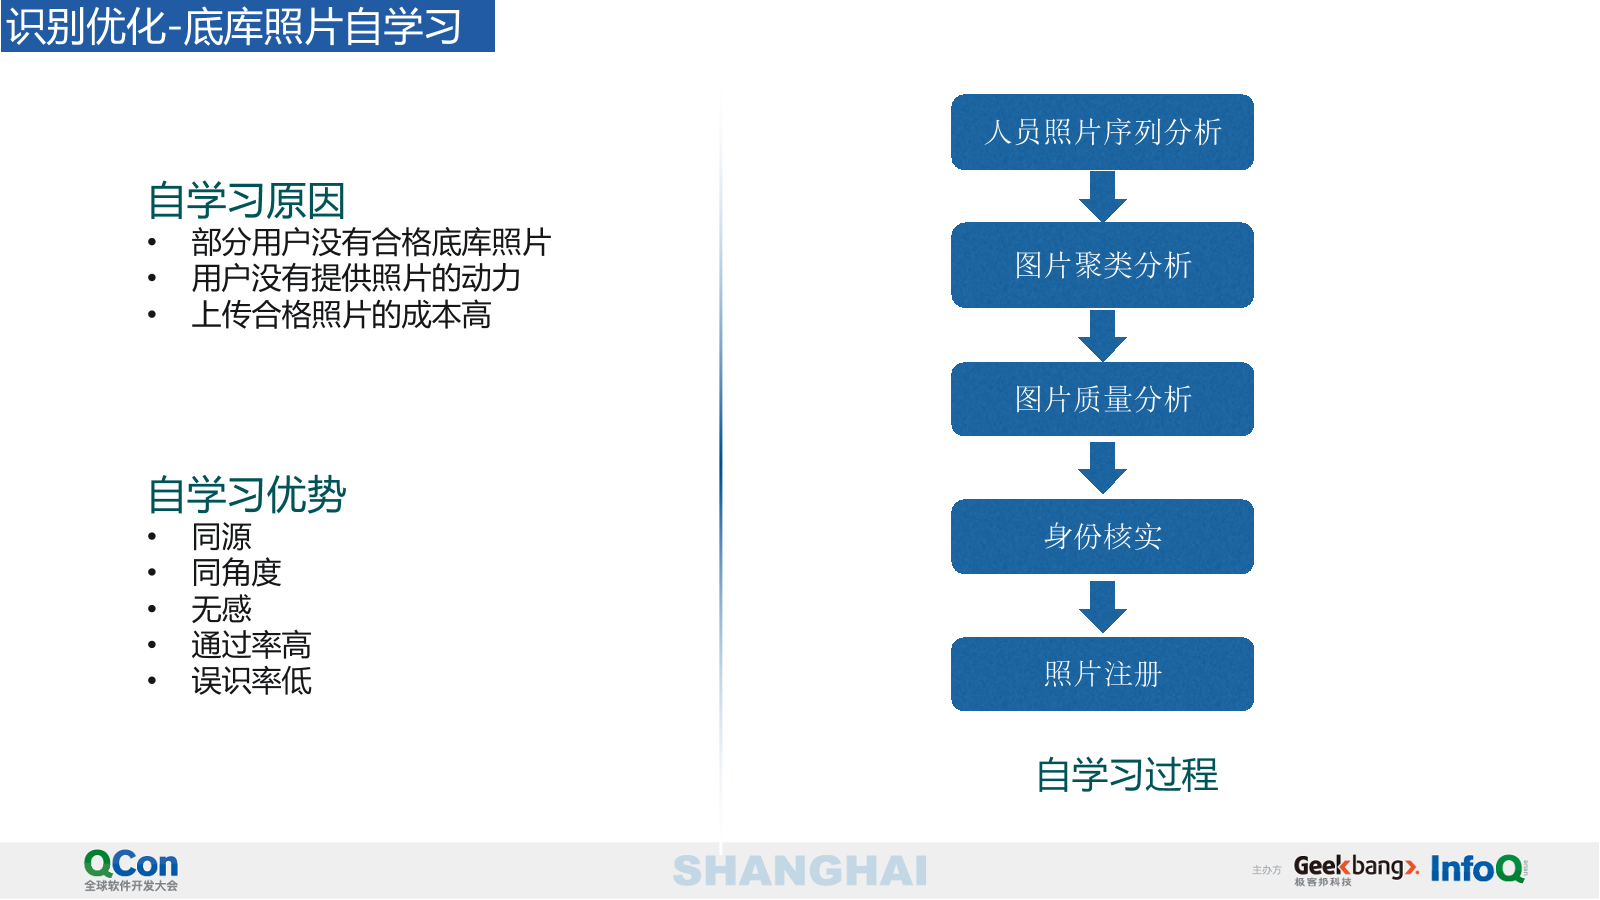 识别优化-底库照片自学习
自学习原因
• 部分用户没有合格底库照片
• 用户没有提供照片的动力
• 上传合格照片的成本高
自学习优势
• 同源
• 同角度
• 无感
• 通过率高
• 误识率低
人员照片序列分析
图片聚类分析
图片质量分析
身份核实
照片注册
自学习过程
QCon
全球软件开发大会
SHANGHAI
主办方
Geekbang>.
极客邦科技
InfoQ